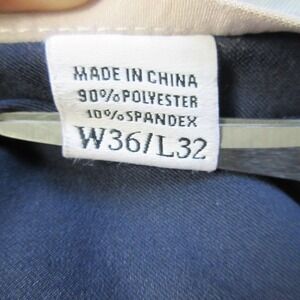 MADE IN CHINA
90%POLYESTER
10%SPANDEX
W36/L32